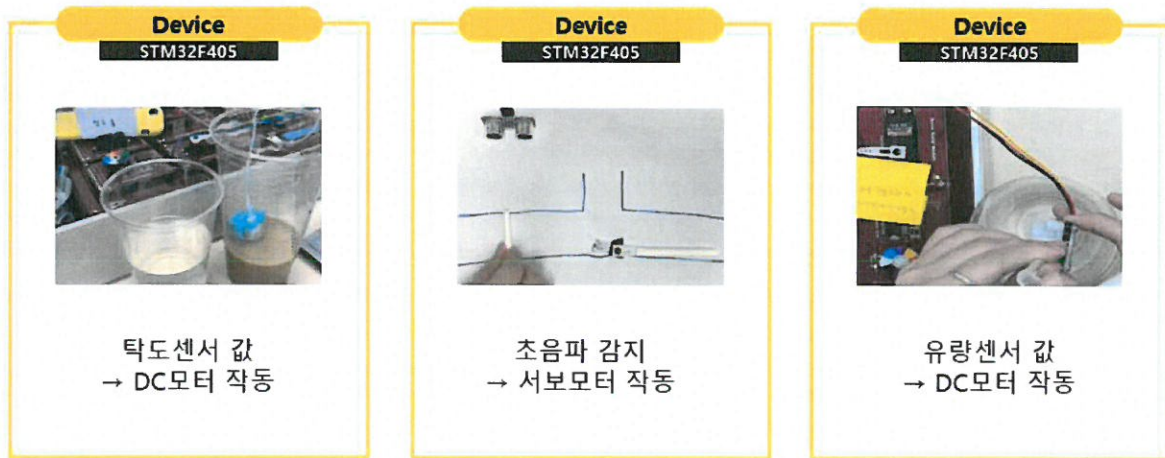 Device
STM32F405
탁도센서 값
→ DC모터 작동
Device
STM32F405
초음파 감지
→ 서보모터 작동
Device
STM32F405
유량센서 값
→ DC모터 작동